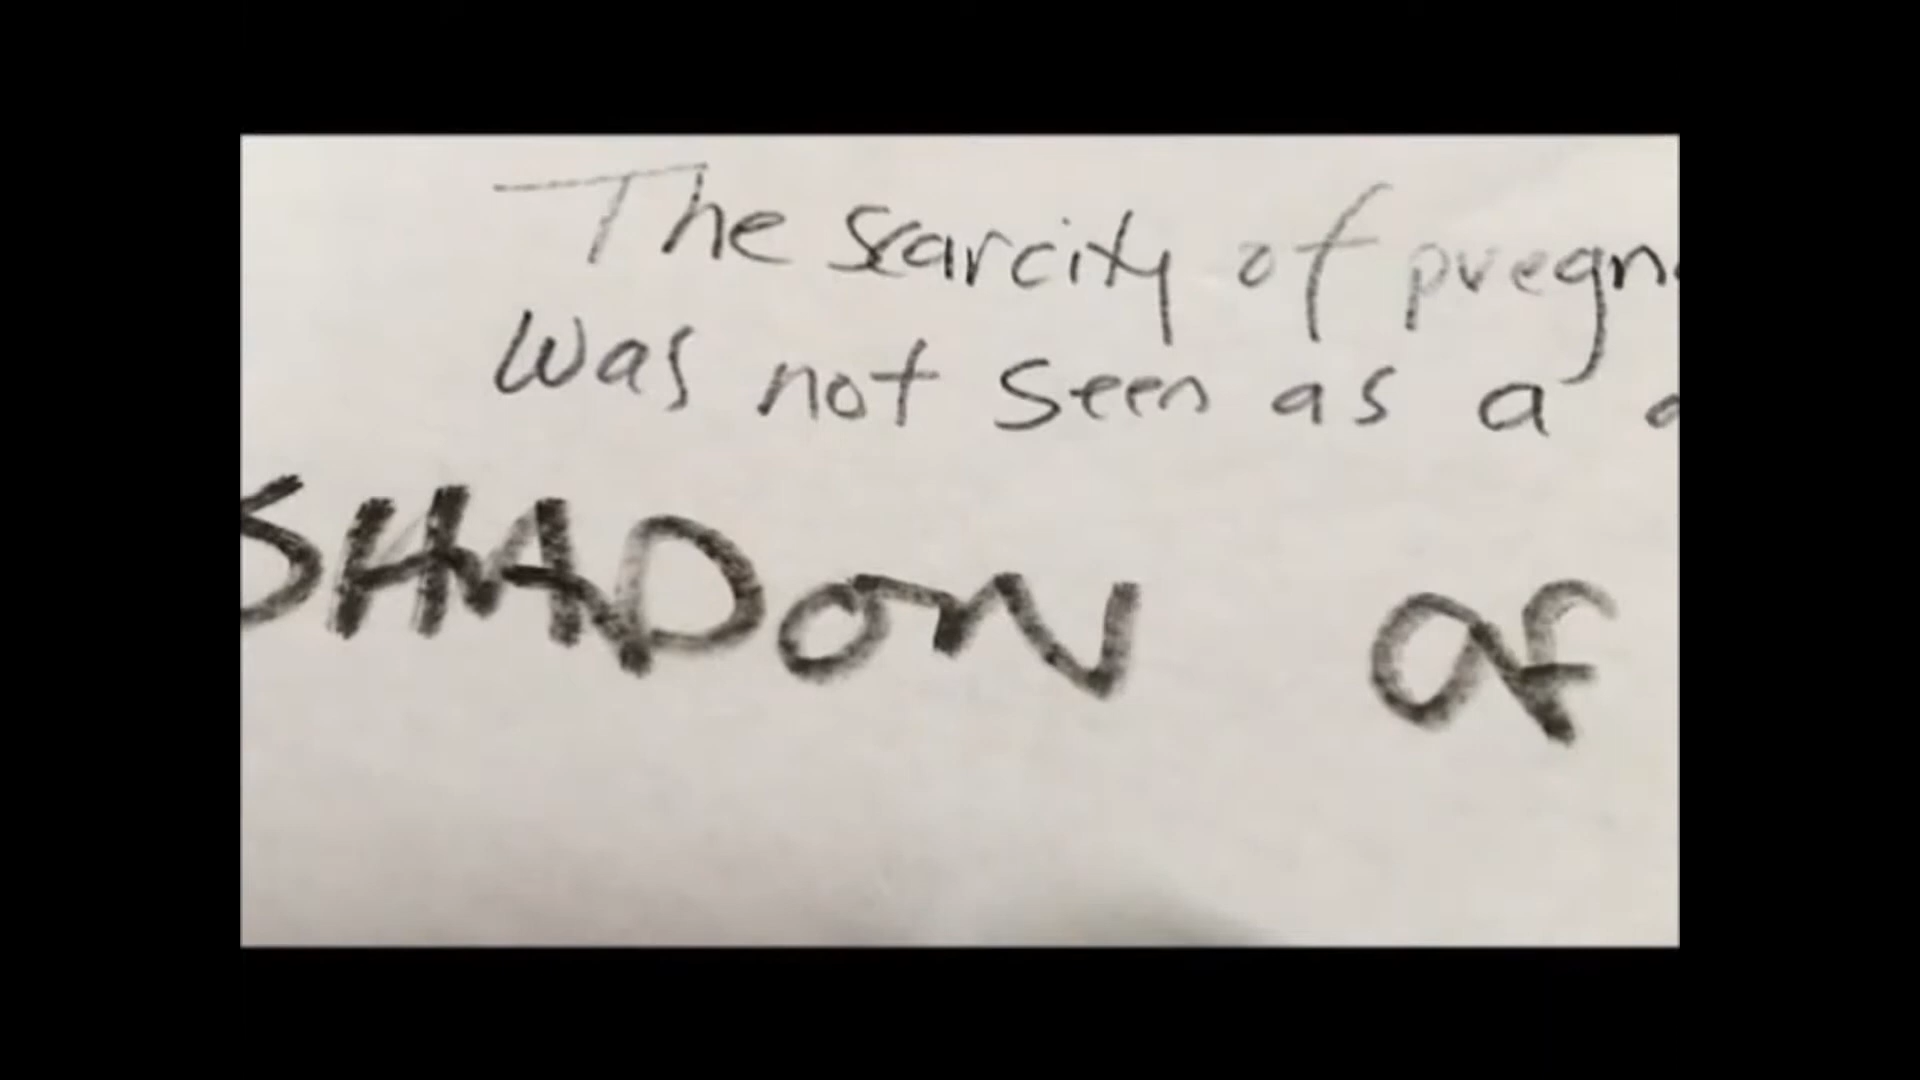 The scarcity of pregn
was not seen as a
SHADOW OF